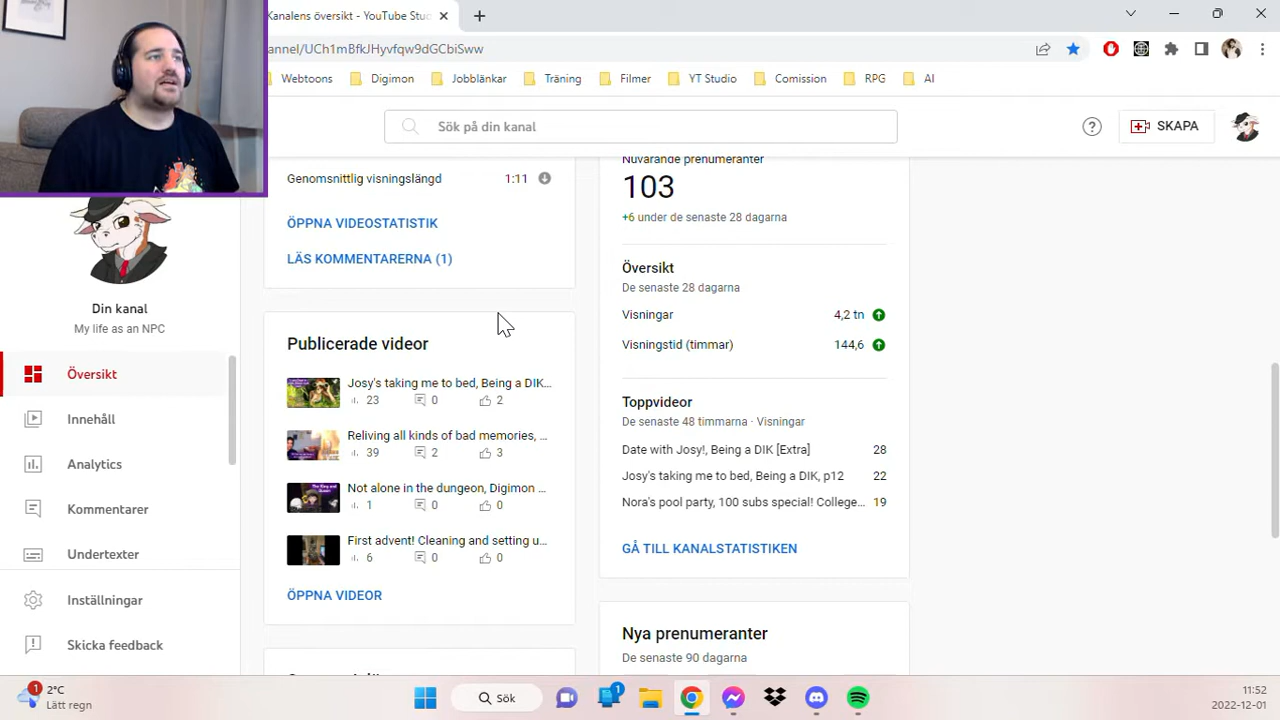 Kanalens översikt - YouTube Stu
annel/UCh1mBfkJHyvfqw9dGCbiSww
Webtoons
Digimon
Jobblänkar
Träning
Filmer
YT Studio
Comission
RPG
AI
Sök på din kanal
SKAPA
Genomsnittlig visningslängd 1:11
ÖPPNA VIDEOSTATISTIK
LÄS KOMMENTARERNA (1)
Nuvarande prenumeranter
103
+6 under de senaste 28 dagarna
Översikt
De senaste 28 dagarna
Visningar 4,2 tn
Visningstid (timmar) 144,6
Toppvideor
De senaste 48 timmarna · Visningar
Date with Josy!, Being a DIK [Extra] 28
Josy's taking me to bed, Being a DIK, p12 22
Nora's pool party, 100 subs special! College... 19
GÅ TILL KANALSTATISTIKEN
Nya prenumeranter
De senaste 90 dagarna
Publicerade videor
Josy's taking me to bed, Being a DIK...
23 0 2
Reliving all kinds of bad memories, ...
39 2 3
Not alone in the dungeon, Digimon ...
1 0 0
First advent! Cleaning and setting u...
6 0 0
ÖPPNA VIDEOR
Din kanal
My life as an NPC
Översikt
Innehåll
Analytics
Kommentarer
Undertexter
Inställningar
Skicka feedback
1
2°C
Lätt regn
Sök
1
11:52
2022-12-01